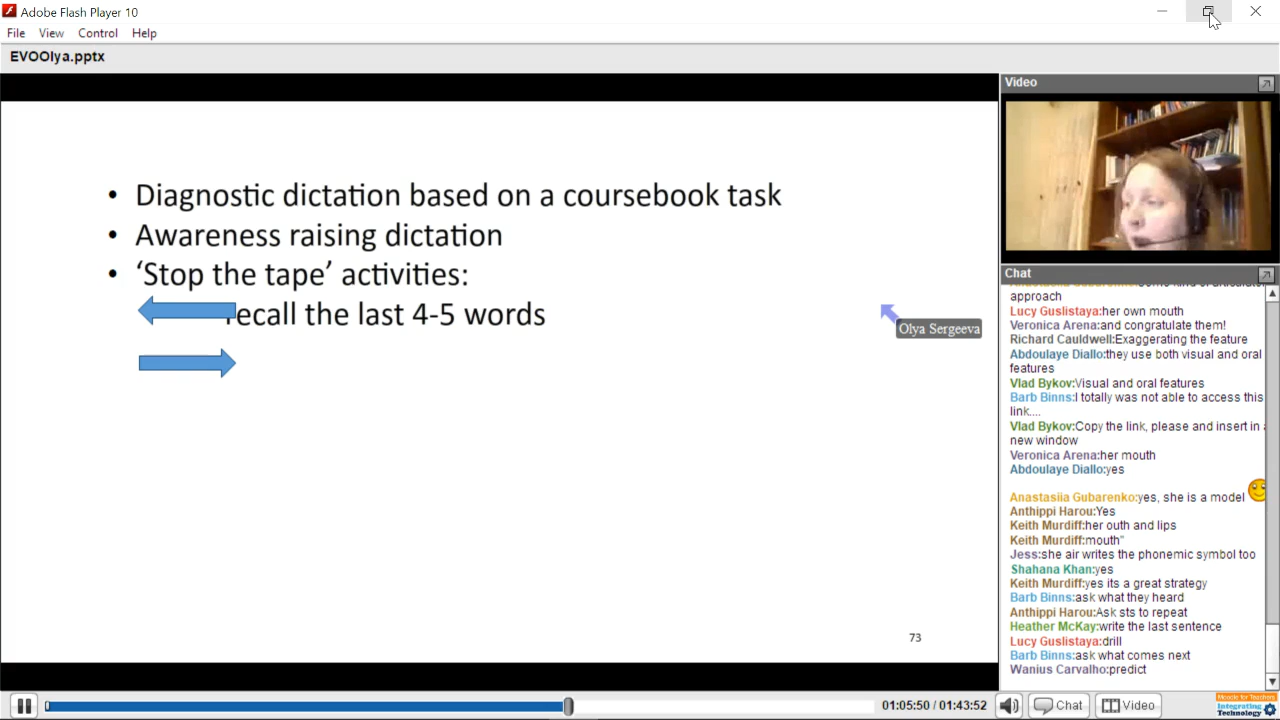 Adobe Flash Player 10
File View Control Help
EVOOlya.pptx
• Diagnostic dictation based on a coursebook task
• Awareness raising dictation
• ‘Stop the tape’ activities:
recall the last 4-5 words
Olya Sergeeva
73
Video
Chat
approach
Lucy Guslistaya:her own mouth
Veronica Arena:and congratulate them!
Richard Cauldwell:Exaggerating the feature
Abdoulaye Diallo:they use both visual and oral
features
Vlad Bykov:Visual and oral features
Barb Binns:I totally was not able to access this
link....
Vlad Bykov:Copy the link, please and insert in a
new window
Veronica Arena:her mouth
Abdoulaye Diallo:yes
Anastasiia Gubarenko:yes, she is a model
Anthippi Harou:Yes
Keith Murdiff:her outh and lips
Keith Murdiff:mouth"
Jess:she air writes the phonemic symbol too
Shahana Khan:yes
Keith Murdiff:yes its a great strategy
Barb Binns:ask what they heard
Anthippi Harou:Ask sts to repeat
Heather McKay:write the last sentence
Lucy Guslistaya:drill
Barb Binns:ask what comes next
Wanius Carvalho:predict
01:05:50 / 01:43:52
Chat
Video
Moodle for Teachers
Integrating
Technology